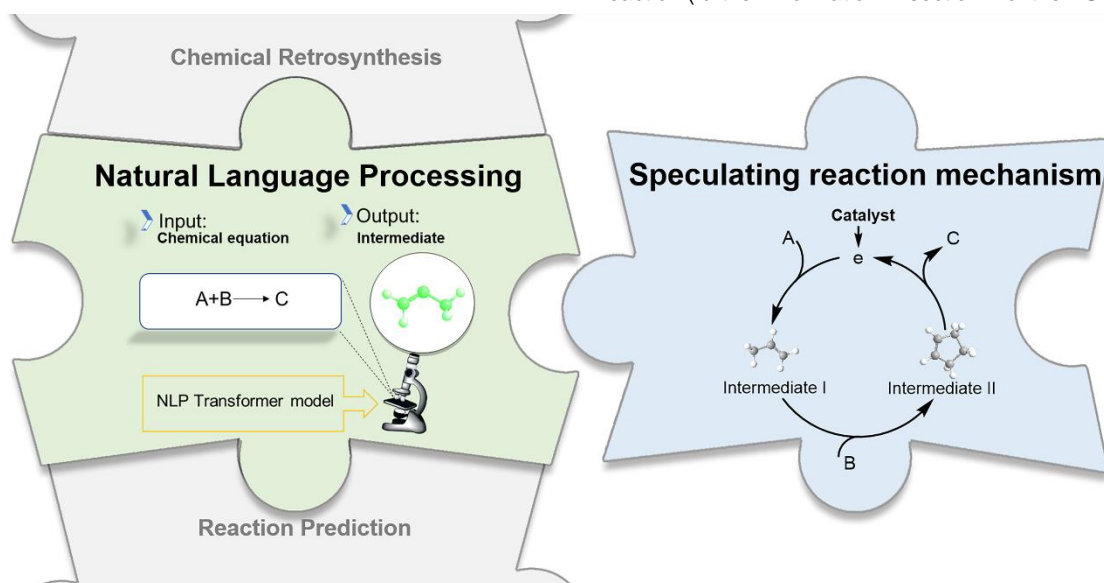 Chemical Retrosynthesis
Natural Language Processing
Input:
Chemical equation
Output:
Intermediate
A+B⟶ C
NLP Transformer model
Reaction Prediction
Speculating reaction mechanism
Catalyst
A
e
C
Intermediate I
Intermediate II
B